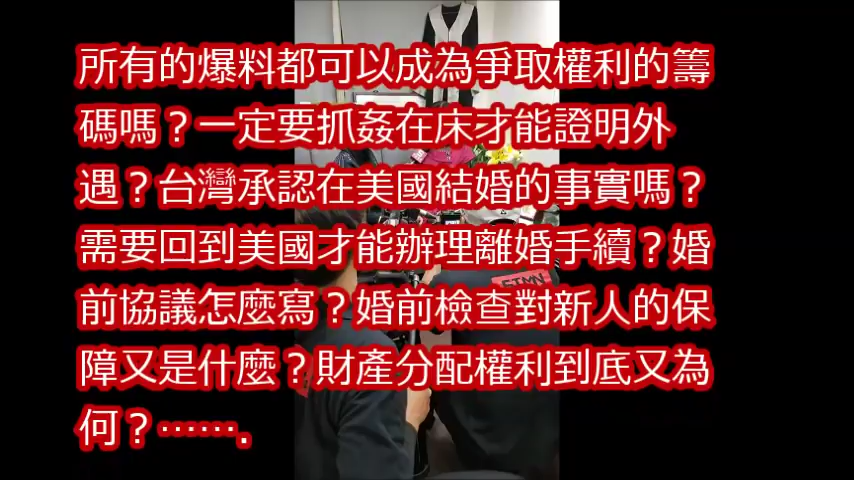 所有的爆料都可以成為爭取權利的籌
碼嗎？一定要抓姦在床才能證明外
遇？台灣承認在美國結婚的事實嗎？
需要回到美國才能辦理離婚手續？婚
前協議怎麼寫？婚前檢查對新人的保
障又是什麼？財產分配權利到底又為
何？…….